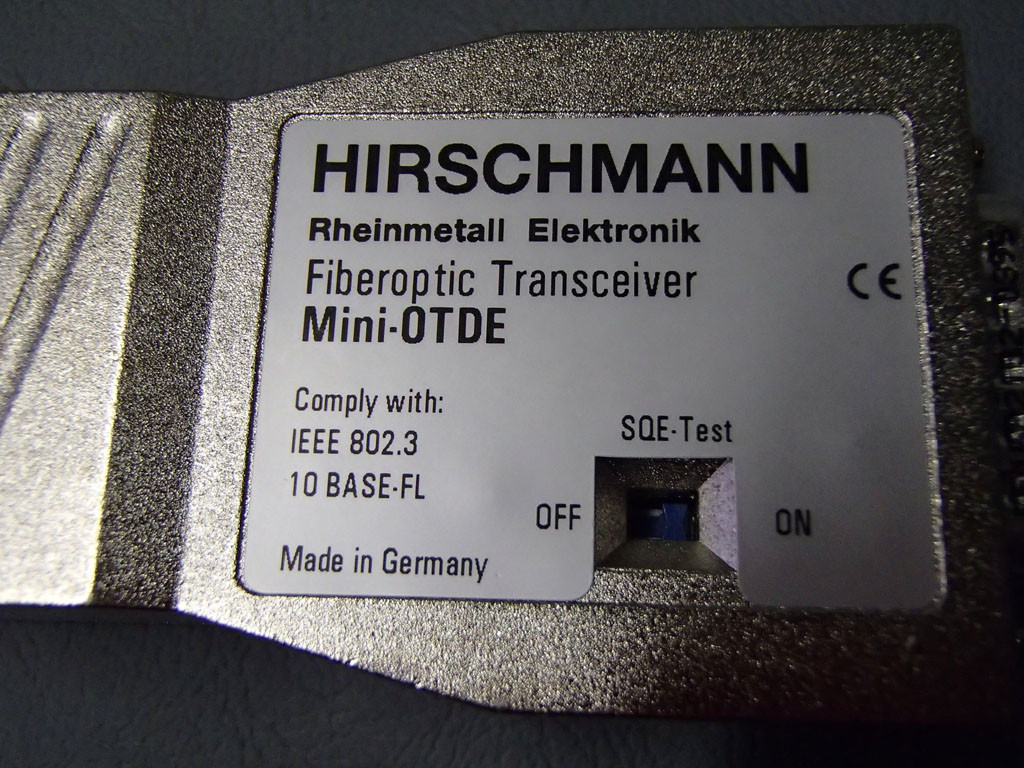 HIRSCHMANN
Rheinmetall Elektronik
Fiberoptic Transceiver
Mini-OTDE
CE
Comply with:
IEEE 802.3
10 BASE-FL
SQE-Test
OFF
ON
Made in Germany